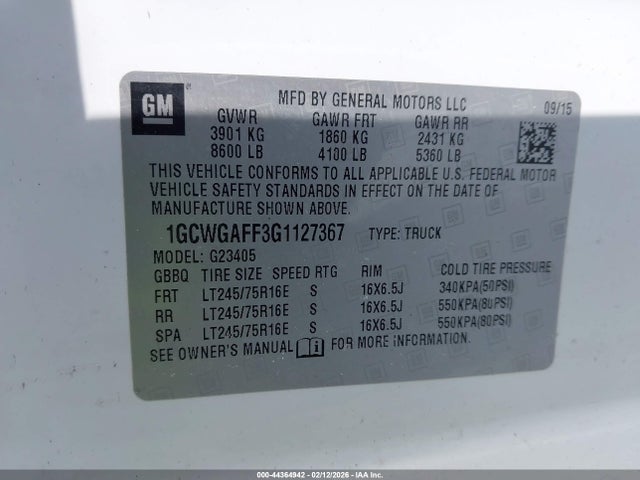 GM
MFD BY GENERAL MOTORS LLC 09/15
GVWR GAWR FRT GAWR RR
3901 KG 1860 KG 2431 KG
8600 LB 4100 LB 5360 LB
THIS VEHICLE CONFORMS TO ALL APPLICABLE U.S. FEDERAL MOTOR
VEHICLE SAFETY STANDARDS IN EFFECT ON THE DATE OF
MANUFACTURE SHOWN ABOVE.
1GCWGAFF3G1127367 TYPE: TRUCK
MODEL: G23405
GBBQ TIRE SIZE SPEED RTG RIM COLD TIRE PRESSURE
FRT LT245/75R16E S 16X6.5J 340KPA(50PSI)
RR LT245/75R16E S 16X6.5J 550KPA(80PSI)
SPA LT245/75R16E S 16X6.5J 550KPA(80PSI)
SEE OWNER'S MANUAL FOR MORE INFORMATION.
000-44364942 - 02/12/2026 - IAA Inc.